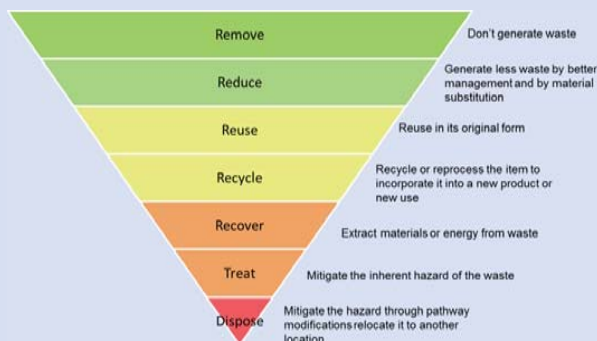 Remove
Don't generate waste
Reduce
Generate less waste by better
management and by material
substitution
Reuse
Reuse in its original form
Recycle
Recycle or reprocess the item to
incorporate it into a new product or
new use
Recover
Extract materials or energy from waste
Treat
Mitigate the inherent hazard of the waste
Dispose
Mitigate the hazard through pathway
modifications relocate it to another
location